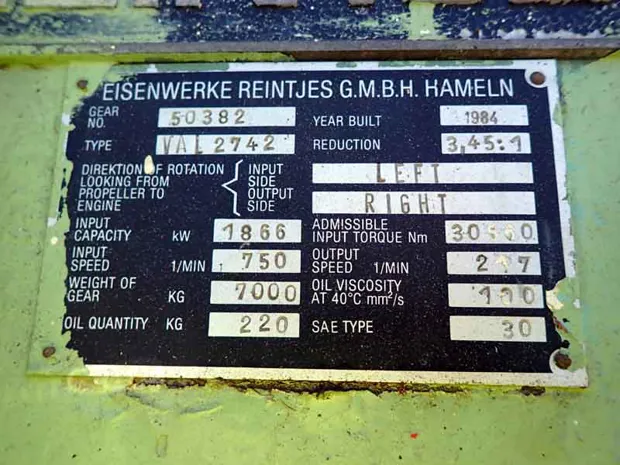 EISENWERKE REINTJES G.M.B.H. HAMELN
GEAR NO. 50382 YEAR BUILT 1984
TYPE VAL 2742 REDUCTION 3,45:1
DIREKTION OF ROTATION LOOKING FROM PROPELLER TO ENGINE
INPUT SIDE LEFT
OUTPUT SIDE RIGHT
INPUT CAPACITY kW 1866 ADMISSIBLE INPUT TORQUE Nm
INPUT SPEED 1/MIN 750 OUTPUT SPEED 1/MIN 217
WEIGHT OF GEAR KG 7000 OIL VISCOSITY AT 40°C mm²/s
OIL QUANTITY KG 220 SAE TYPE 30